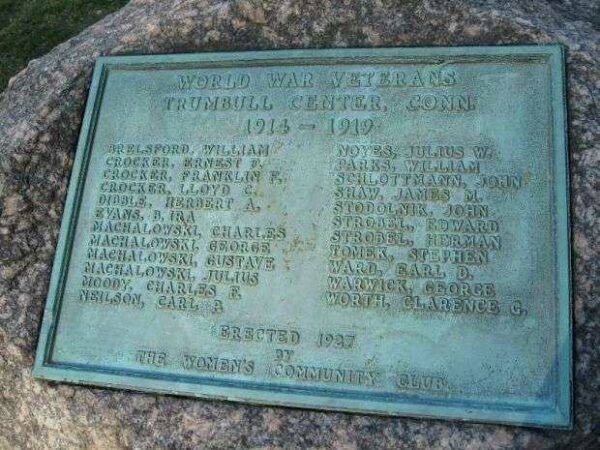 WORLD WAR VETERANS
TRUMBULL CENTER, CONN.
1914 – 1919
BRELSFORD, WILLIAM
CROCKER, ERNEST F.
CROCKER, FRANKLIN F.
CROCKER, LLOYD C.
DIBBLE, HERBERT A.
EVANS, B. IRA
MACHALOWSKI, CHARLES
MACHALOWSKI, GEORGE
MACHALOWSKI, GUSTAVE
MACHALOWSKI, JULIUS
MOODY, CHARLES E.
NEILSON, CARL P.
NOYES, JULIUS W.
PARKS, WILLIAM
SCHLOTTMANN, JOHN
SHAW, JAMES M.
STODOLNIK, JOHN
STROBEL, EDWARD
STROBEL, HERMAN
TOMEK, STEPHEN
WARD, EARL D.
WARWICK, GEORGE
WORTH, CLARENCE G.
ERECTED 1927
BY
THE WOMEN'S COMMUNITY CLUB